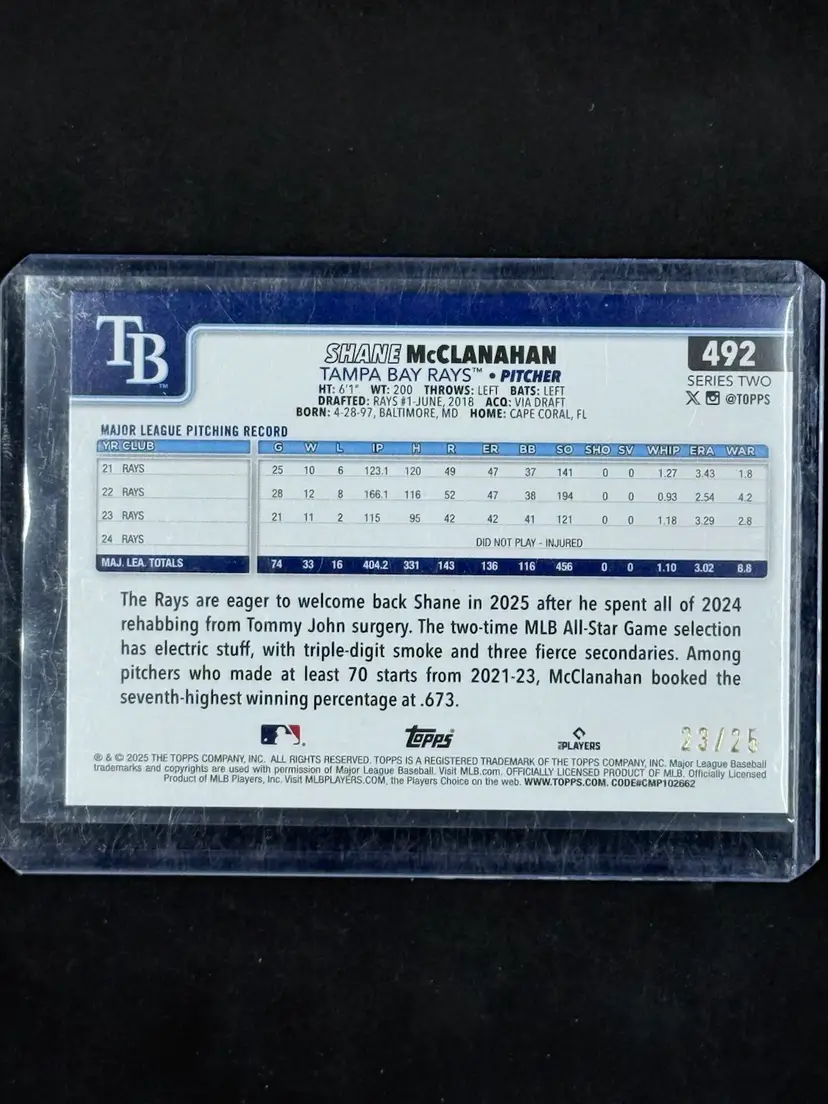 TB™
SHANE McCLANAHAN
492
TAMPA BAY RAYS™ • PITCHER
SERIES TWO
HT: 6'1" WT: 200 THROWS: LEFT BATS: LEFT
@TOPPS
DRAFTED: RAYS #1-JUNE, 2018 ACQ: VIA DRAFT
BORN: 4-28-97, BALTIMORE, MD HOME: CAPE CORAL, FL
MAJOR LEAGUE PITCHING RECORD
YR CLUB G W L IP H R ER BB SO SHO SV WHIP ERA WAR
21 RAYS 25 10 6 123.1 120 49 47 37 141 0 0 1.27 3.43 1.8
22 RAYS 28 12 8 166.1 116 52 47 38 194 0 0 0.93 2.54 4.2
23 RAYS 21 11 2 115 95 42 42 41 121 0 0 1.18 3.29 2.8
24 RAYS DID NOT PLAY - INJURED
MAJ. LEA. TOTALS 74 33 16 404.2 331 143 136 116 456 0 0 1.10 3.02 8.8
The Rays are eager to welcome back Shane in 2025 after he spent all of 2024
rehabbing from Tommy John surgery. The two-time MLB All-Star Game selection
has electric stuff, with triple-digit smoke and three fierce secondaries. Among
pitchers who made at least 70 starts from 2021-23, McClanahan booked the
seventh-highest winning percentage at .673.
Topps
PLAYERS
23/25
® & © 2025 THE TOPPS COMPANY, INC. ALL RIGHTS RESERVED. TOPPS IS A REGISTERED TRADEMARK OF THE TOPPS COMPANY, INC. Major League Baseball
trademarks and copyrights are used with permission of Major League Baseball. Visit MLB.com. OFFICIALLY LICENSED PRODUCT OF MLB. Officially Licensed
Product of MLB Players, Inc. Visit MLBPLAYERS.COM, the Players Choice on the web. WWW.TOPPS.COM. CODE#CMP102662